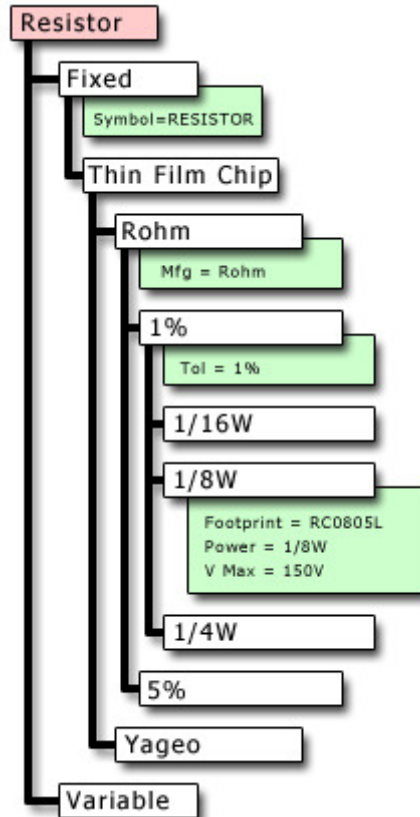 Resistor
Fixed
Symbol=RESISTOR
Thin Film Chip
Rohm
Mfg = Rohm
1%
Tol = 1%
1/16W
1/8W
Footprint = RC0805L
Power = 1/8W
V Max = 150V
1/4W
5%
Yageo
Variable